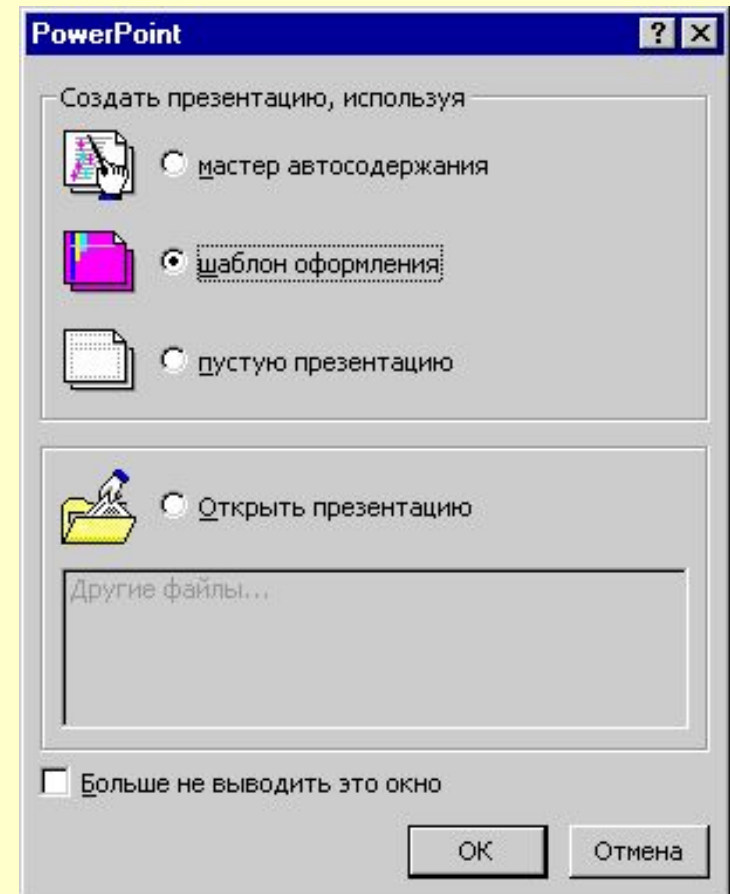 PowerPoint
Создать презентацию, используя
мастер автосодержания
шаблон оформления
пустую презентацию
Открыть презентацию
Другие файлы...
Больше не выводить это окно
ОК
Отмена